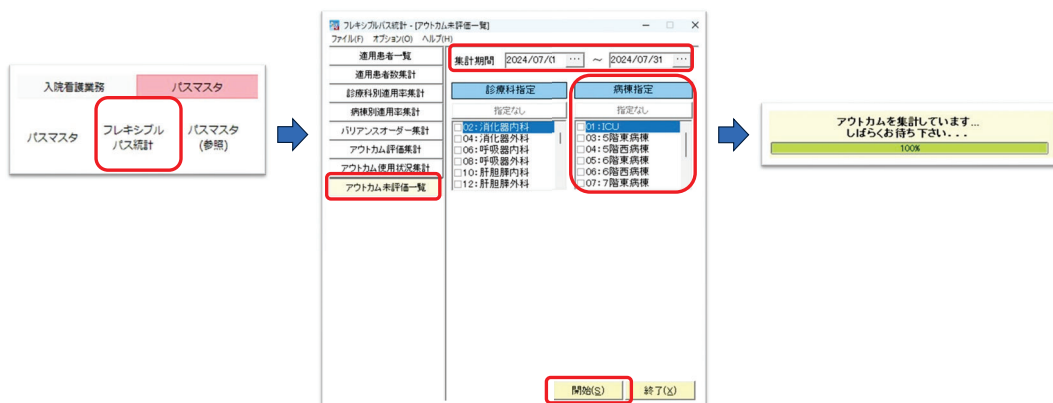 入院看護業務
パスマスタ
パスマスタ
フレキシブル
パス統計
パスマスタ
(参照)
フレキシブルパス統計 - [アウトカム未評価一覧]
ファイル(F) オプション(O) ヘルプ(H)
適用患者一覧
適用患者数集計
診療科別適用率集計
病棟別適用率集計
バリアンスオーダー集計
アウトカム評価集計
アウトカム使用状況集計
アウトカム未評価一覧
集計期間 2024/07/01 ... ～ 2024/07/31 ...
診療科指定
指定なし
02:消化器内科
04:消化器外科
06:呼吸器内科
08:呼吸器外科
10:肝胆膵内科
12:肝胆膵外科
病棟指定
指定なし
01:ICU
03:5階東病棟
04:5階西病棟
05:6階東病棟
06:6階西病棟
07:7階東病棟
開始(S)
終了(X)
アウトカムを集計しています...
しばらくお待ち下さい...
100%